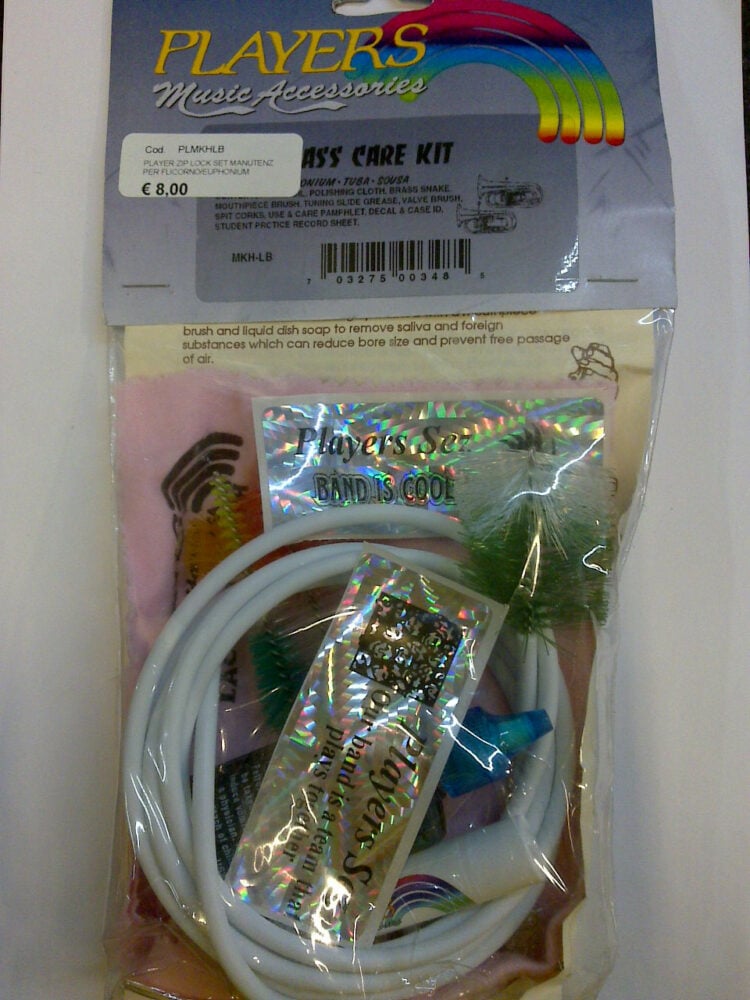 PLAYERS
Music Accessories
Cod. PLMKHLB
PLAYER ZIP LOCK SET MANUTENZ
PER FLICORNO/EUPHONIUM
€ 8,00
ASS CARE KIT
ONIUM • TUBA • SOUSA
POLISHING CLOTH, BRASS SNAKE,
MOUTHPIECE BRUSH, TUNING SLIDE GREASE, VALVE BRUSH,
SPIT CORKS, USE & CARE PAMPHLET, DECAL & CASE ID,
STUDENT PRCTICE RECORD SHEET.
MKH-LB
7 03275 00348 5
brush and liquid dish soap to remove saliva and foreign
substances which can reduce bore size and prevent free passage
of air.
Players Sez
BAND IS COOL
Players S
Our band is a team that
plays together
physician.